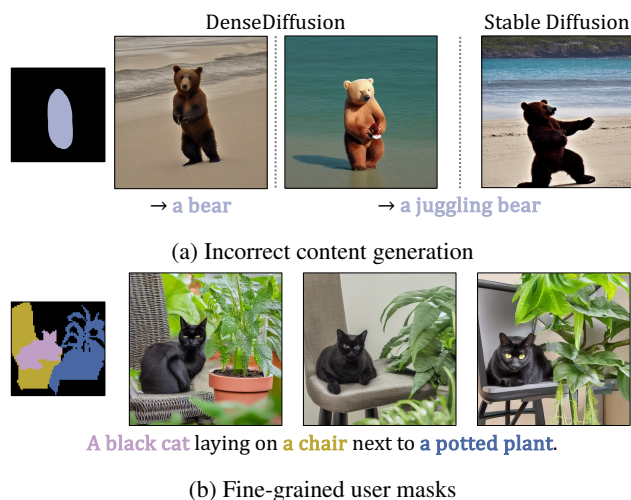 DenseDiffusion Stable Diffusion
→ a bear → a juggling bear
(a) Incorrect content generation
A black cat laying on a chair next to a potted plant.
(b) Fine-grained user masks